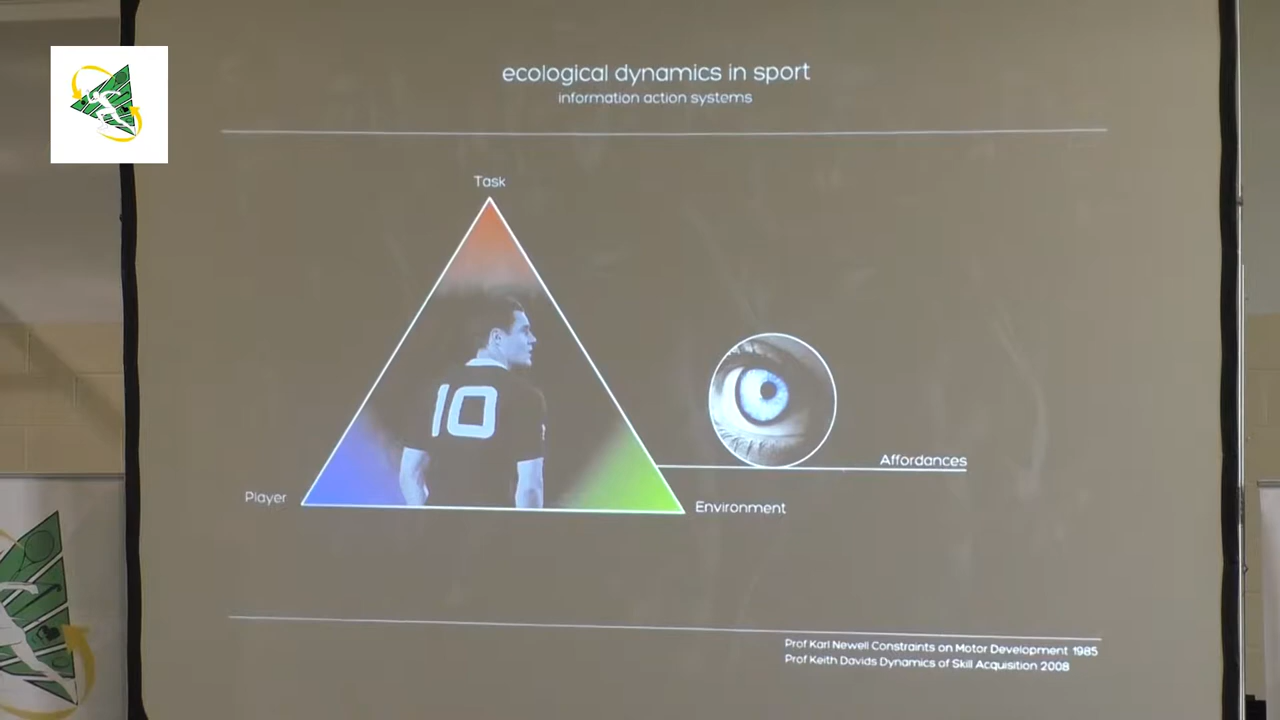 ecological dynamics in sport
information action systems
Task
10
Affordances
Player
Environment
Prof Karl Newell Constraints on Motor Development 1985
Prof Keith Davids Dynamics of Skill Acquisition 2008